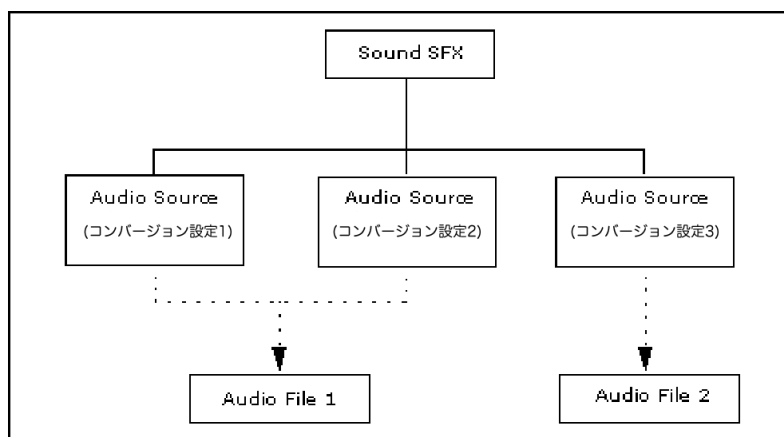 Sound SFX
Audio Source
(コンバージョン設定1)
Audio Source
(コンバージョン設定2)
Audio Source
(コンバージョン設定3)
Audio File 1
Audio File 2